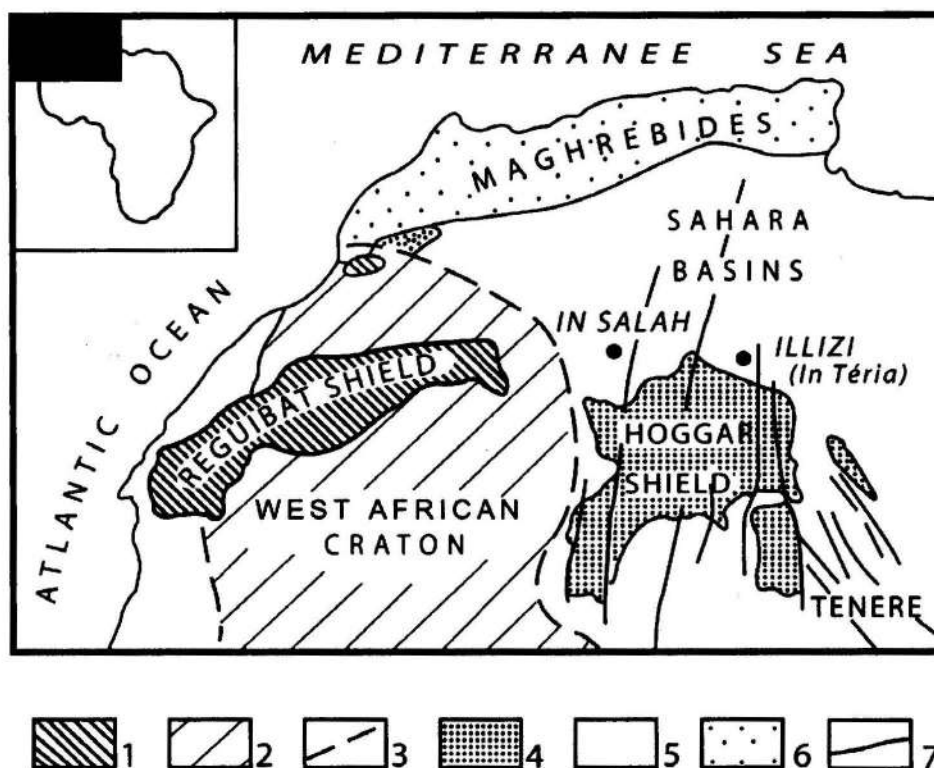 MEDITERRANEE SEA
MAGHREBIDES
SAHARA
BASINS
ATLANTIC OCEAN
IN SALAH
ILLIZI
(In Téria)
REGUIBAT SHIELD
HOGGAR
SHIELD
WEST AFRICAN
CRATON
TENERE
1 2 3 4 5 6 7